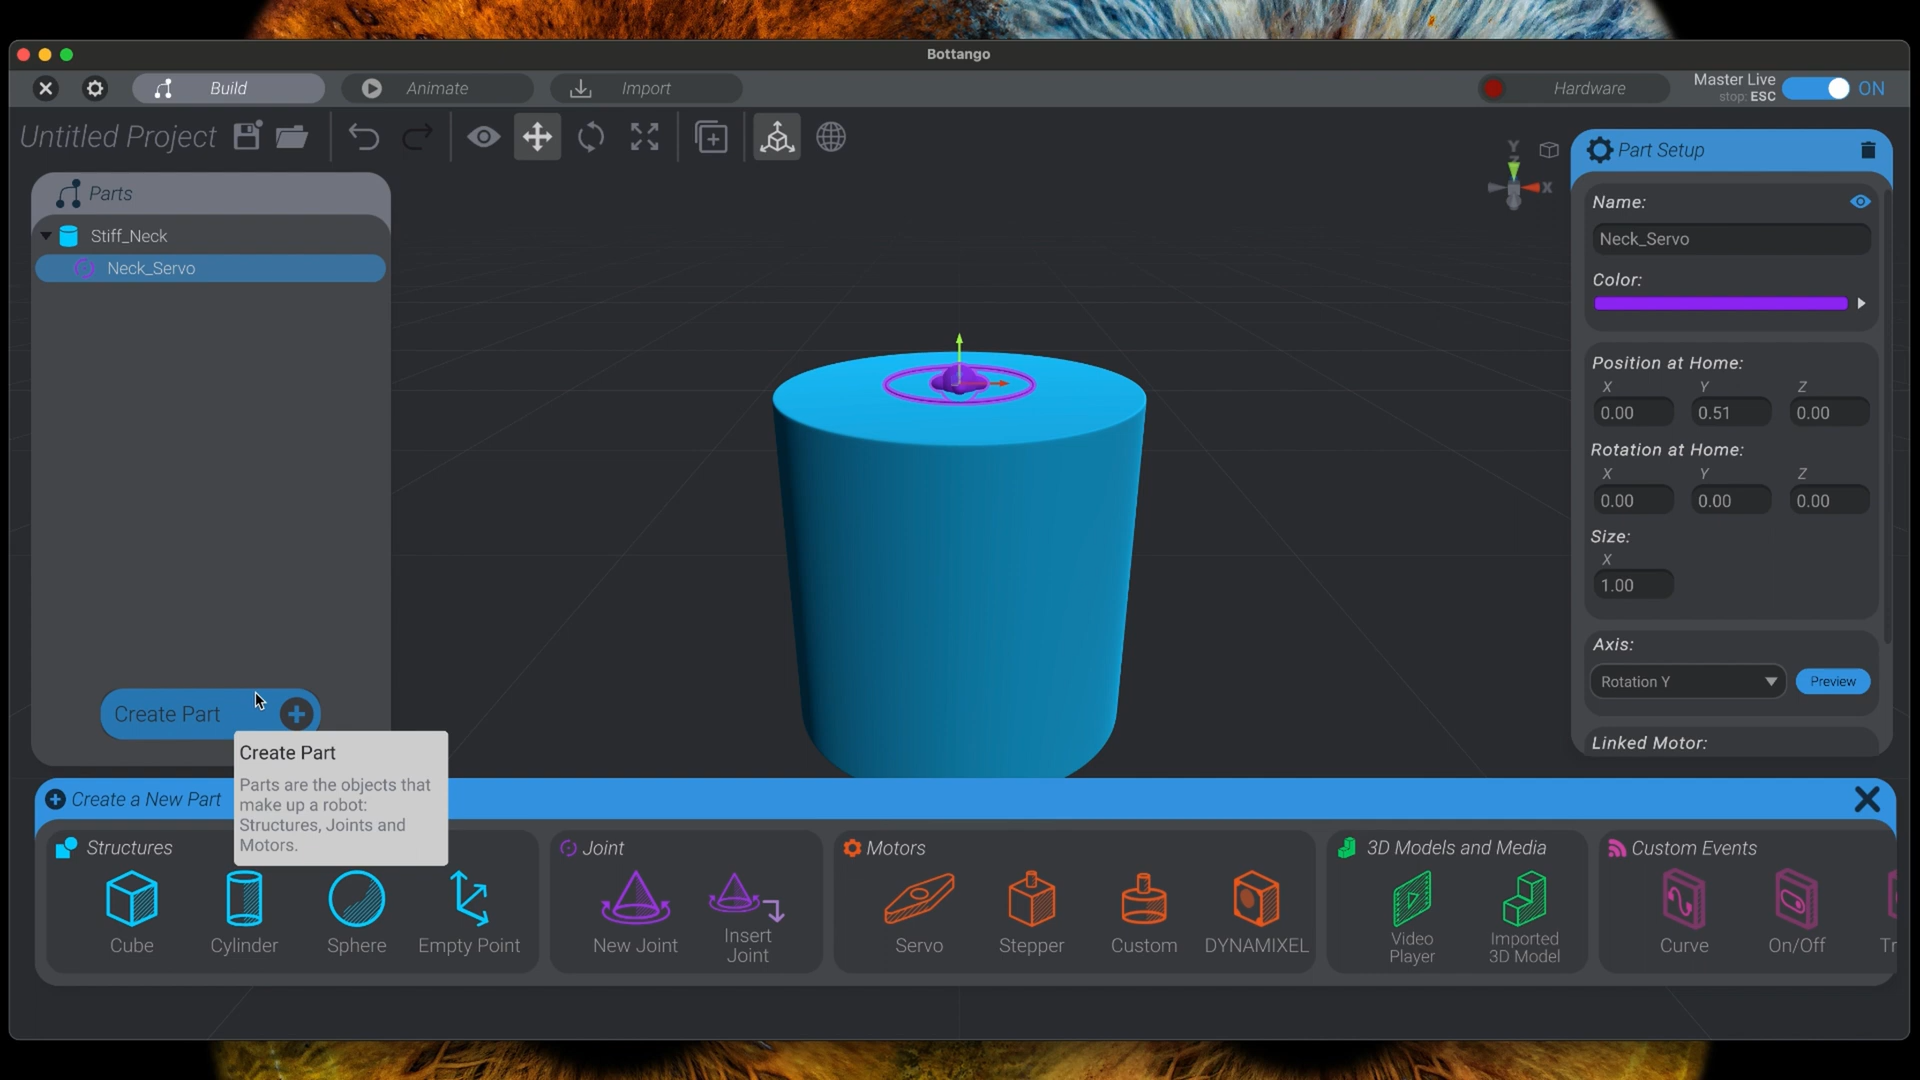 Bottango
Build
Animate
Import
Hardware
Master Live
stop: ESC
ON
Untitled Project
Parts
Stiff_Neck
Neck_Servo
Create Part
Create Part
Parts are the objects that
make up a robot:
Structures, Joints and
Motors.
Y
Z
X
Part Setup
Name:
Neck_Servo
Color:
Position at Home:
X Y Z
0.00 0.51 0.00
Rotation at Home:
X Y Z
0.00 0.00 0.00
Size:
X
1.00
Axis:
Rotation Y
Preview
Linked Motor:
Create a New Part
Structures
Cube
Cylinder
Sphere
Empty Point
Joint
New Joint
Insert
Joint
Motors
Servo
Stepper
Custom
DYNAMIXEL
3D Models and Media
Video
Player
Imported
3D Model
Custom Events
Curve
On/Off
Tr